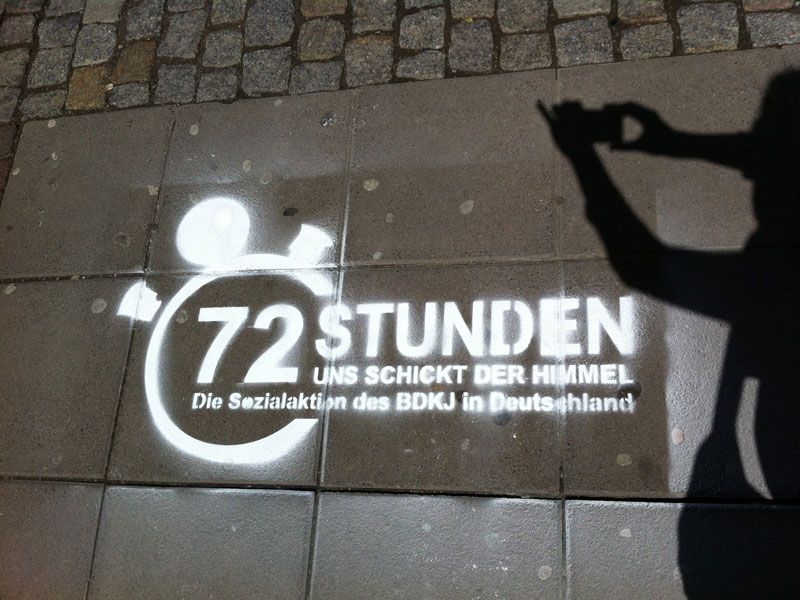 72 STUNDEN
UNS SCHICKT DER HIMMEL
Die Sozialaktion des BDKJ in Deutschland